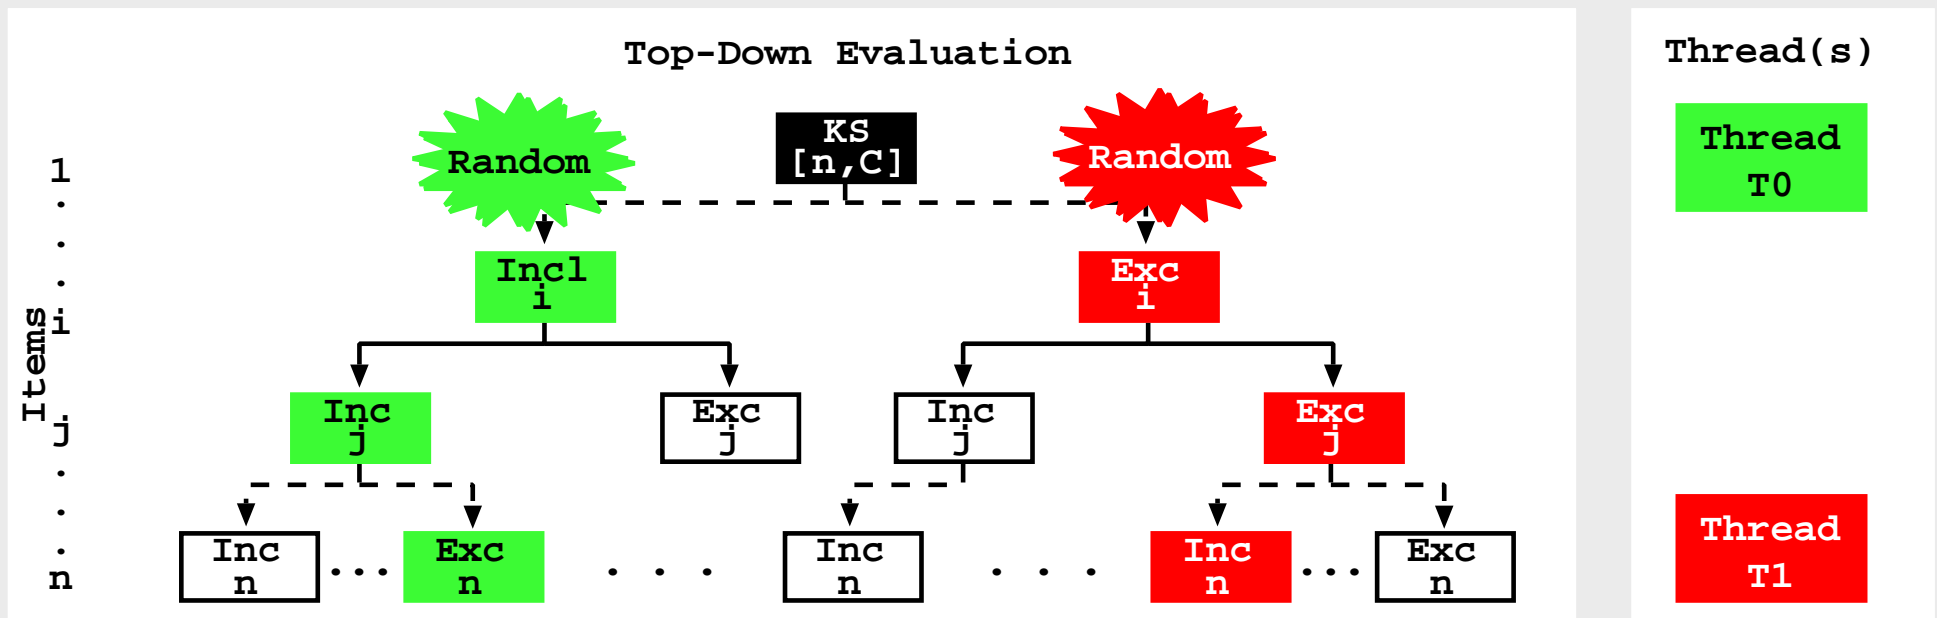 Top-Down Evaluation
Thread(s)
KS
[n,C]
Random
Random
Thread
T0
Items
1
.
.
.
i
j
.
.
.
n
Incl
i
Exc
i
Inc
j
Exc
j
Inc
j
Exc
j
Inc
n
...
Exc
n
. . .
Inc
n
. . .
Inc
n
...
Exc
n
Thread
T1